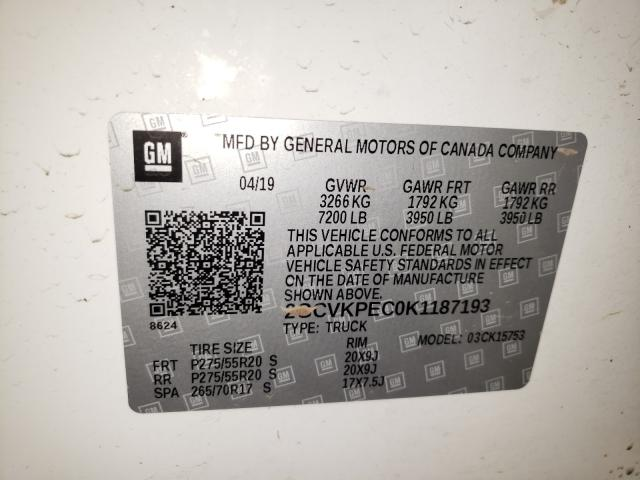 GM
MFD BY GENERAL MOTORS OF CANADA COMPANY
04/19 GVWR GAWR FRT GAWR RR
3266 KG 1792 KG 1792 KG
7200 LB 3950 LB 3950 LB
THIS VEHICLE CONFORMS TO ALL
APPLICABLE U.S. FEDERAL MOTOR
VEHICLE SAFETY STANDARDS IN EFFECT
ON THE DATE OF MANUFACTURE
SHOWN ABOVE.
8624
2GCVKPEC0K1187193
TYPE: TRUCK MODEL: 03CK15753
TIRE SIZE RIM
FRT P275/55R20 S 20X9J
RR P275/55R20 S 20X9J
SPA 265/70R17 S 17X7.5J